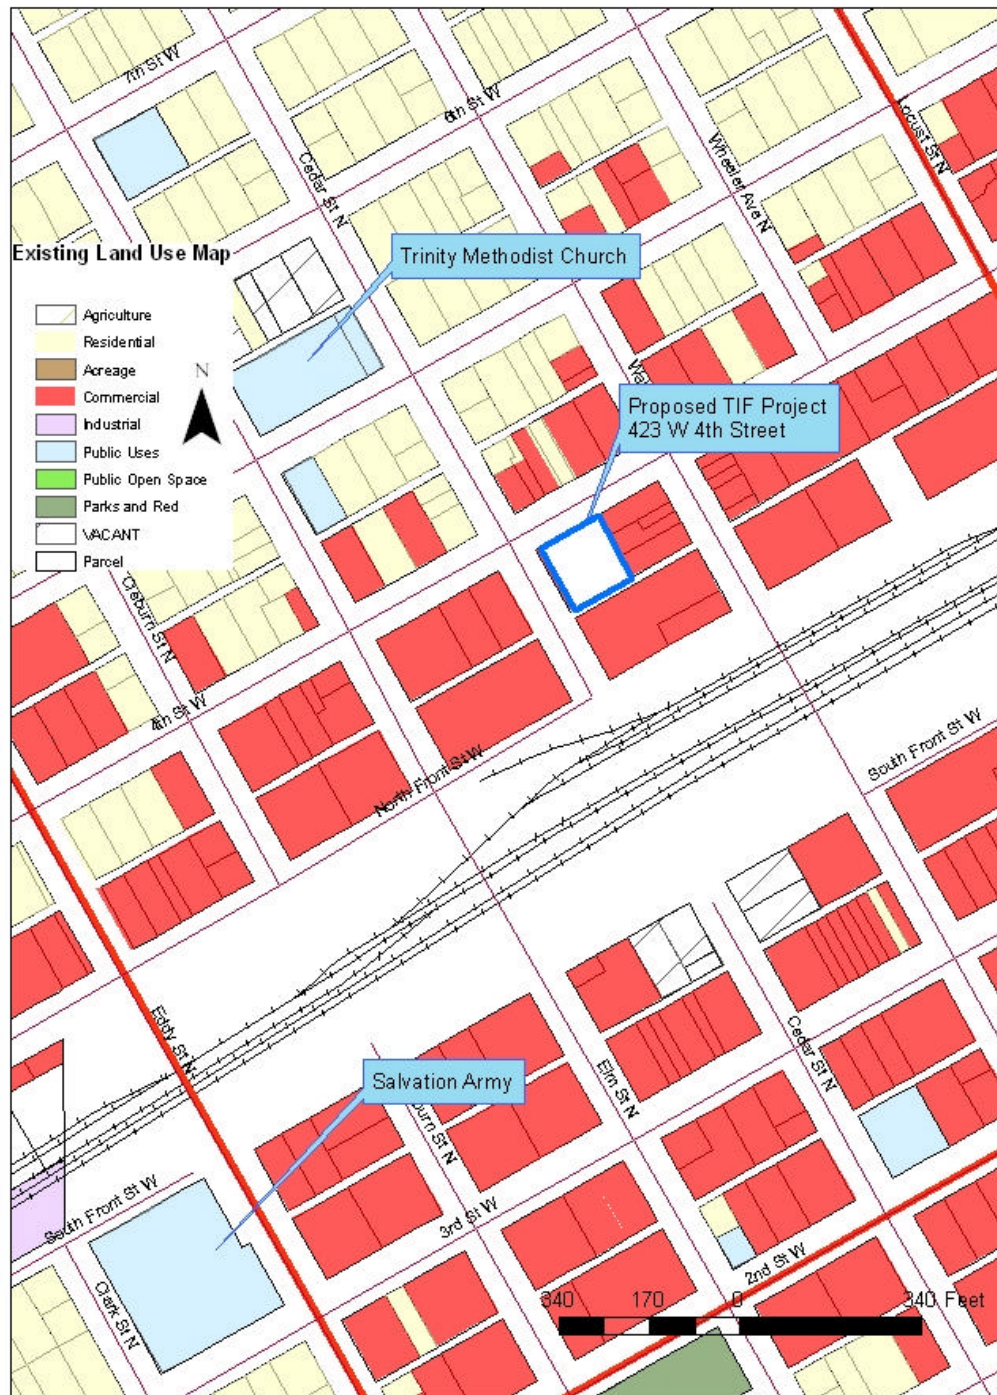 7th St W
6th St W
Locust St N
Cedar St N
Wheeler Ave N
Existing Land Use Map
Trinity Methodist Church
Agriculture
Residential
Acreage
Commercial
Industrial
Public Uses
Public Open Space
Parks and Red
VACANT
Parcel
N
Proposed TIF Project
423 W 4th Street
4th St W
North Front St W
South Front St W
Eddy St N
Salvation Army
Elm St N
Cedar St N
South Front St W
3rd St W
Clark St N
2nd St W
340 170 0 340 Feet